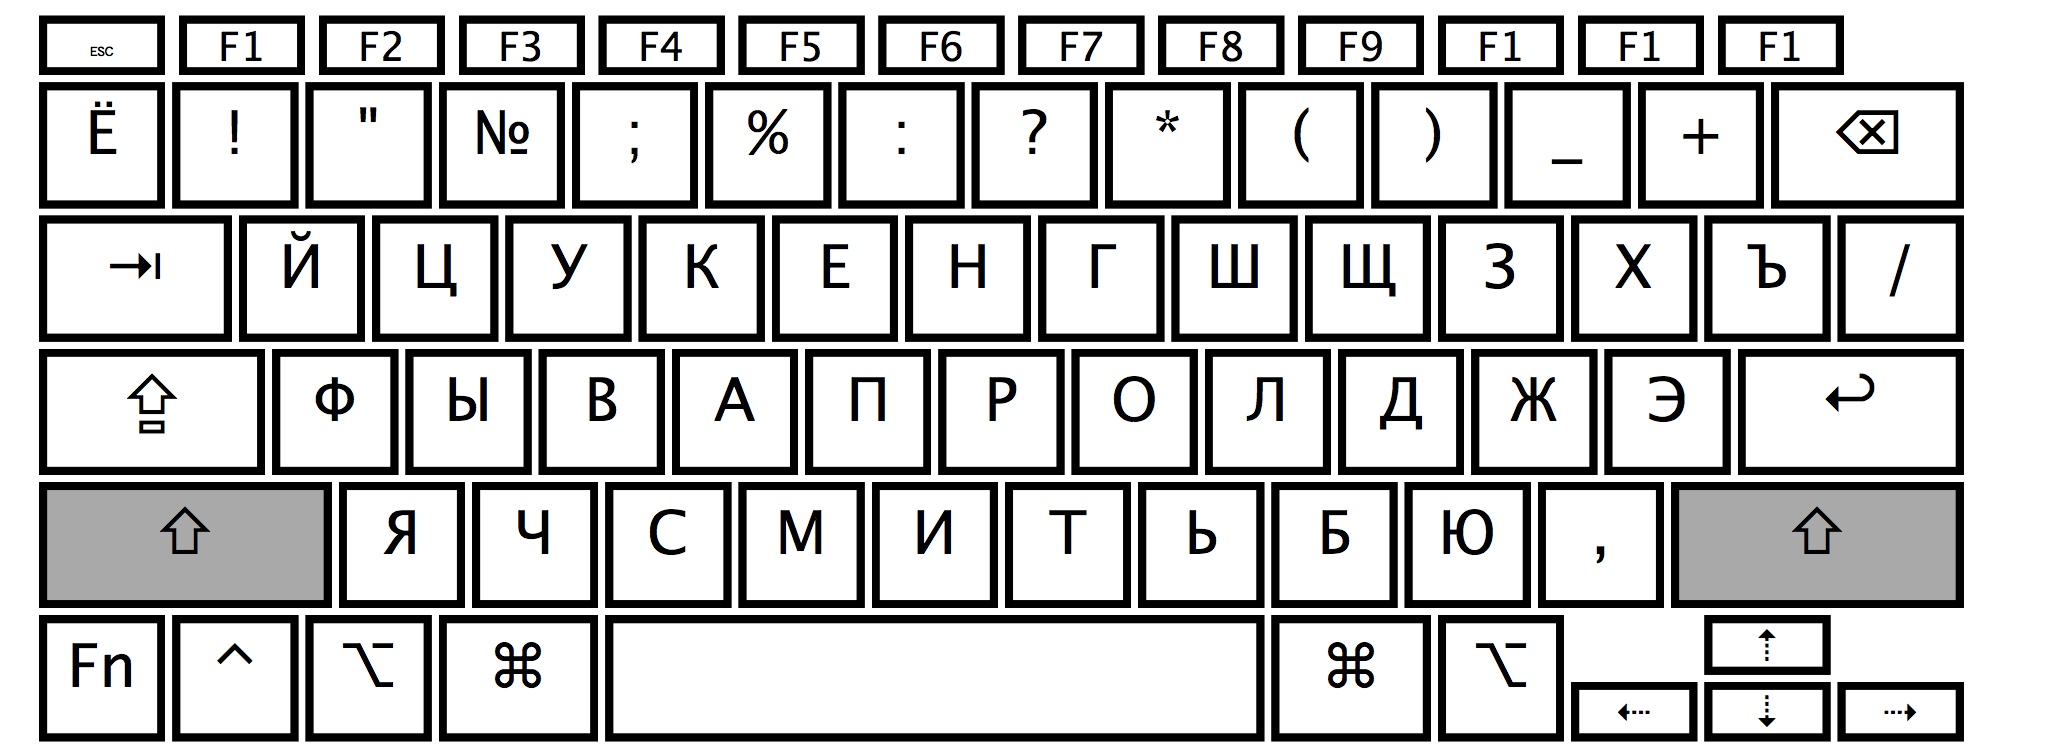 ESC F1 F2 F3 F4 F5 F6 F7 F8 F9 F1 F1 F1
Ё ! " № ; % : ? * ( ) _ + ⌫
⇥ Й Ц У К Е Н Г Ш Щ З Х Ъ /
⇪ Ф Ы В А П Р О Л Д Ж Э ↩
⇧ Я Ч С М И Т Ь Б Ю , ⇧
Fn ^ ⌥ ⌘ ⌘ ⌥ ⇡
⇠ ⇣ ⇢